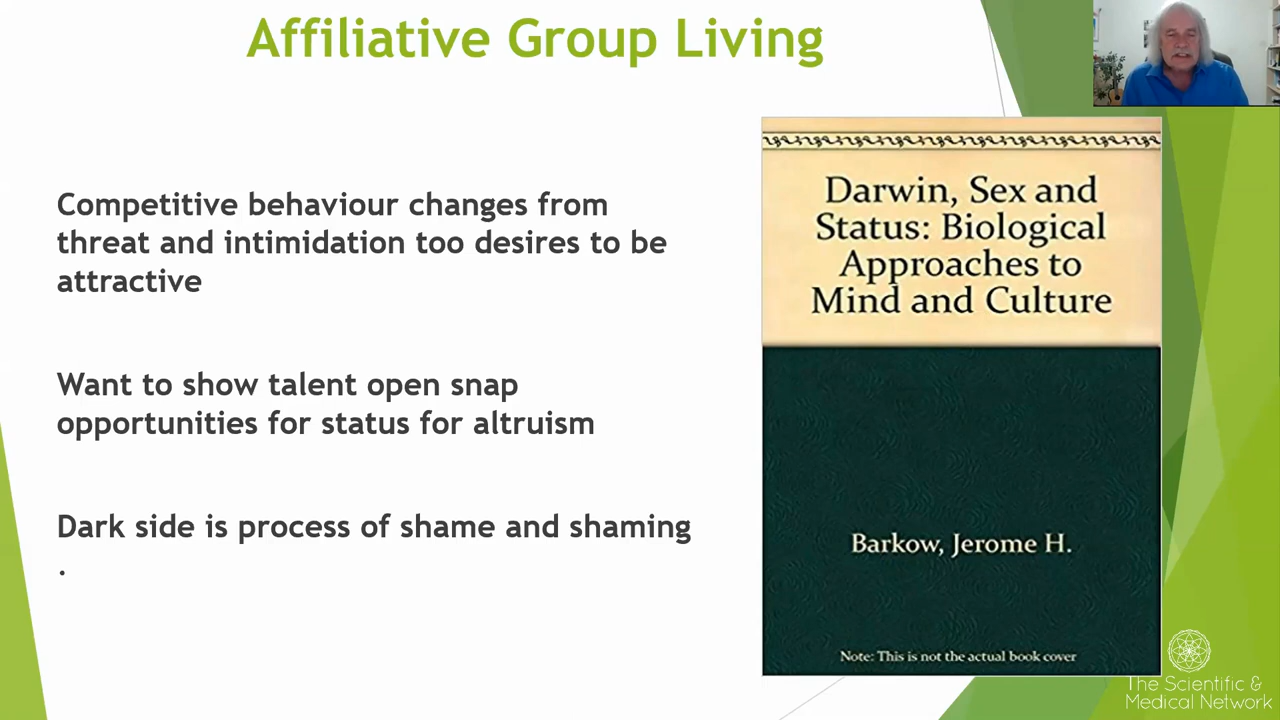 Affiliative Group Living
Competitive behaviour changes from
threat and intimidation too desires to be
attractive
Want to show talent open snap
opportunities for status for altruism
Dark side is process of shame and shaming
.
Darwin, Sex and
Status: Biological
Approaches to
Mind and Culture
Barkow, Jerome H.
Note: This is not the actual book cover
The Scientific &
Medical Network